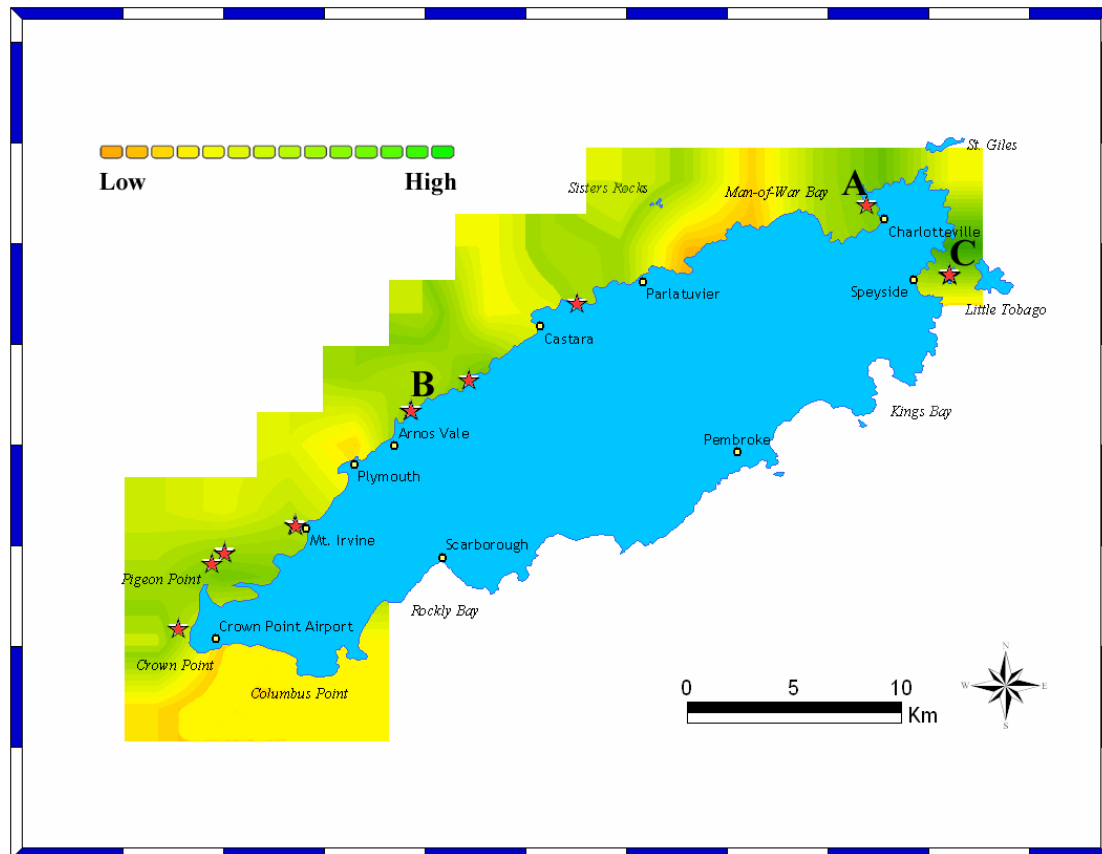 St. Giles
Low
High
Sisters Rocks
Man-of-War Bay
A
Charlotteville
C
Speyside
Parlatuvier
Little Tobago
Castara
B
Kings Bay
Arnos Vale
Pembroke
Plymouth
Mt. Irvine
Scarborough
Pigeon Point
Rockly Bay
Crown Point Airport
Crown Point
Columbus Point
N
W
E
S
0
5
10
Km